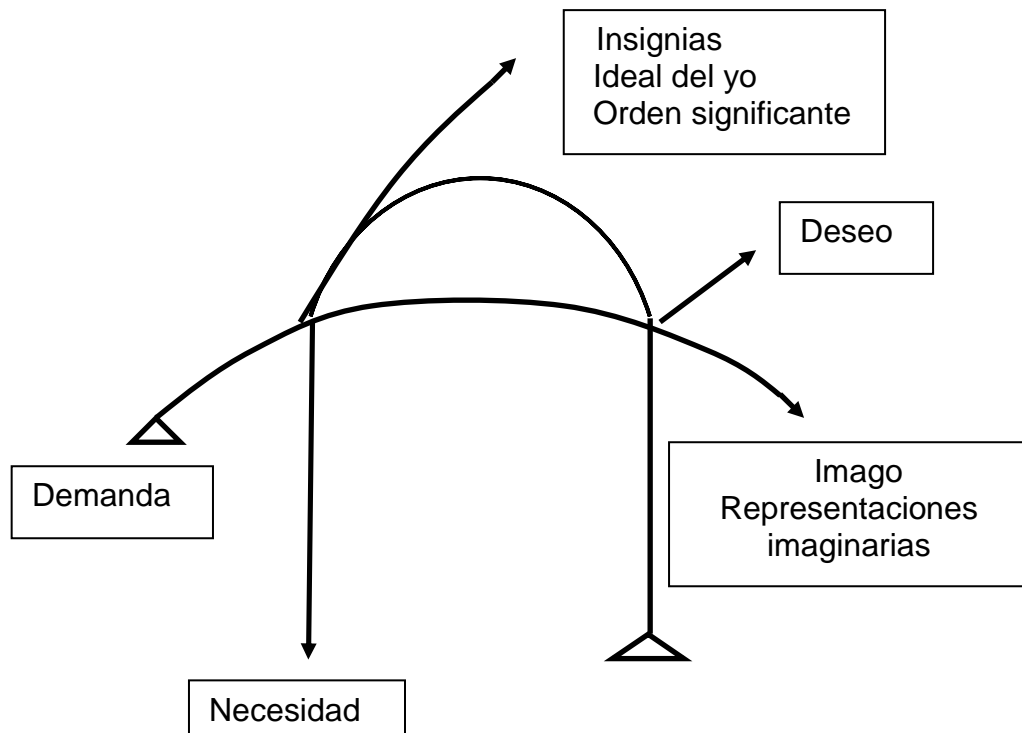 Insignias
Ideal del yo
Orden significante
Deseo
Demanda
Imago
Representaciones
imaginarias
Necesidad